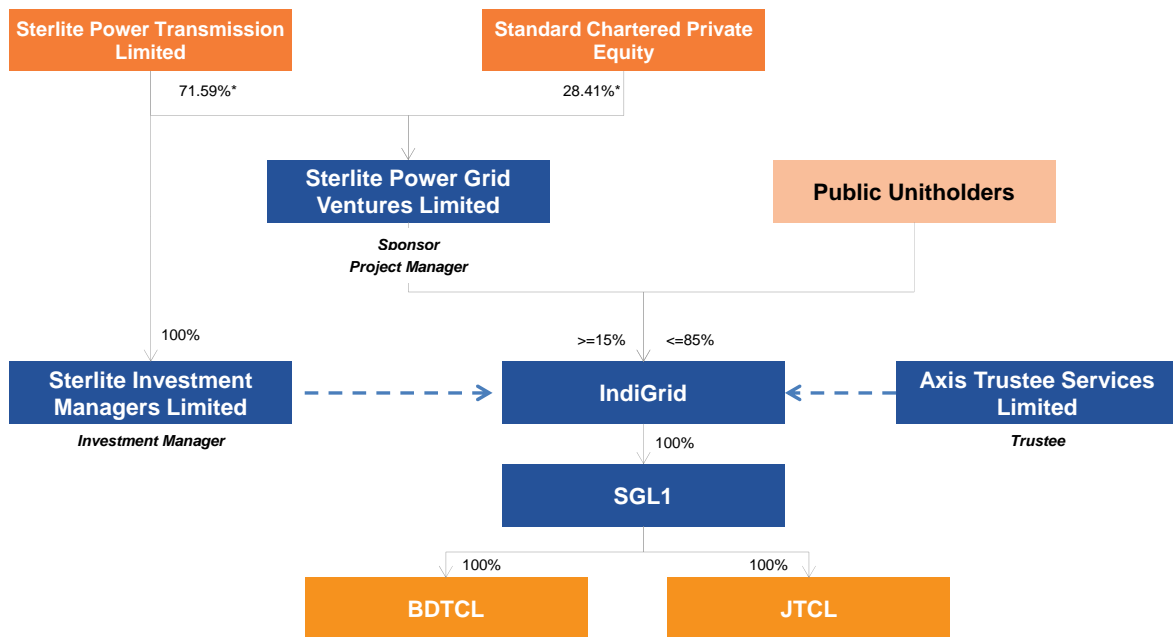 Sterlite Power Transmission
Limited
Standard Chartered Private
Equity
71.59%*
28.41%*
Sterlite Power Grid
Ventures Limited
Public Unitholders
Sponsor
Project Manager
100%
>=15%
<=85%
Sterlite Investment
Managers Limited
IndiGrid
Axis Trustee Services
Limited
Investment Manager
100%
Trustee
SGL1
100%
100%
BDTCL
JTCL